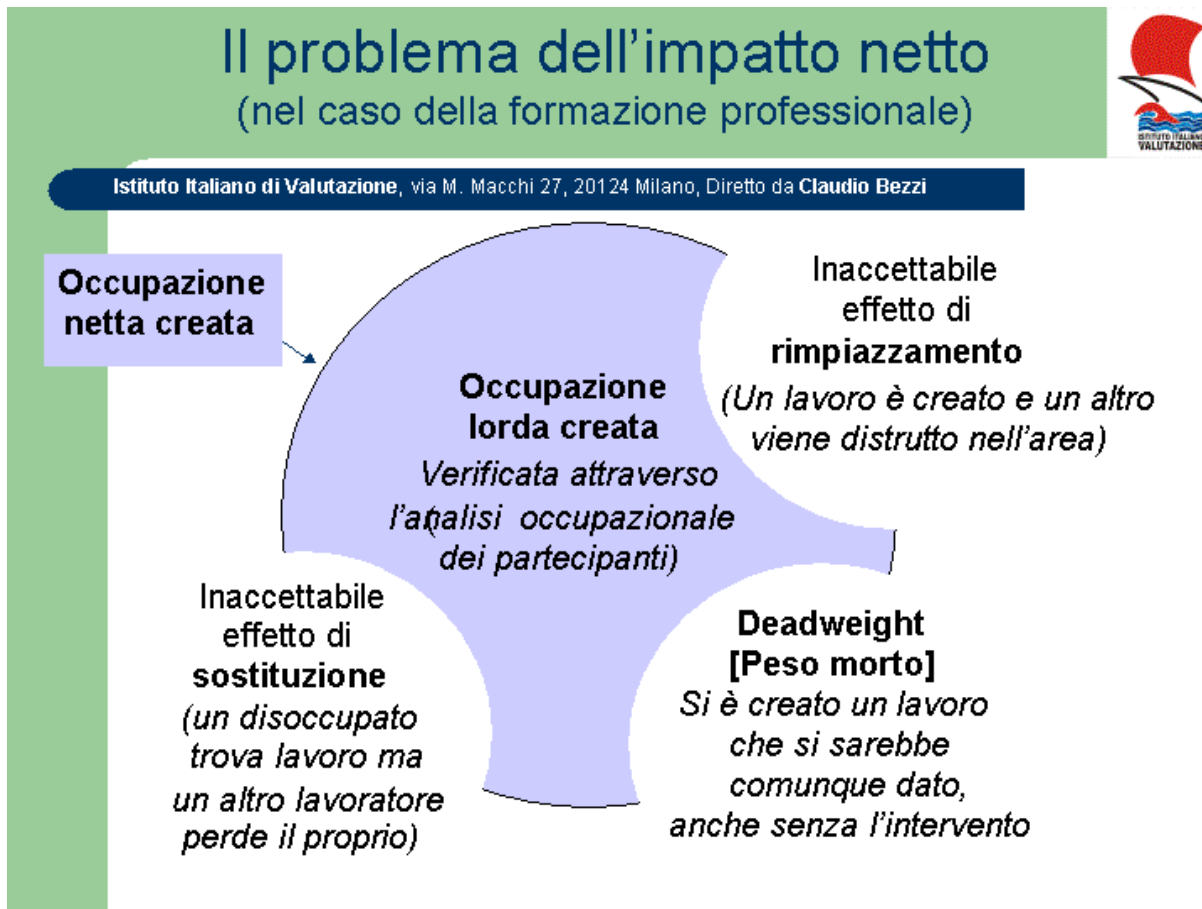 Il problema dell'impatto netto
(nel caso della formazione professionale)
ISTITUTO ITALIANO
VALUTAZIONE
Istituto Italiano di Valutazione, via M. Macchi 27, 20124 Milano, Diretto da Claudio Bezzi
Occupazione
netta creata
Occupazione
lorda creata
Verificata attraverso
l'analisi occupazionale
dei partecipanti)
Inaccettabile
effetto di
rimpiazzamento
(Un lavoro è creato e un altro
viene distrutto nell'area)
Inaccettabile
effetto di
sostituzione
(un disoccupato
trova lavoro ma
un altro lavoratore
perde il proprio)
Deadweight
[Peso morto]
Si è creato un lavoro
che si sarebbe
comunque dato,
anche senza l'intervento